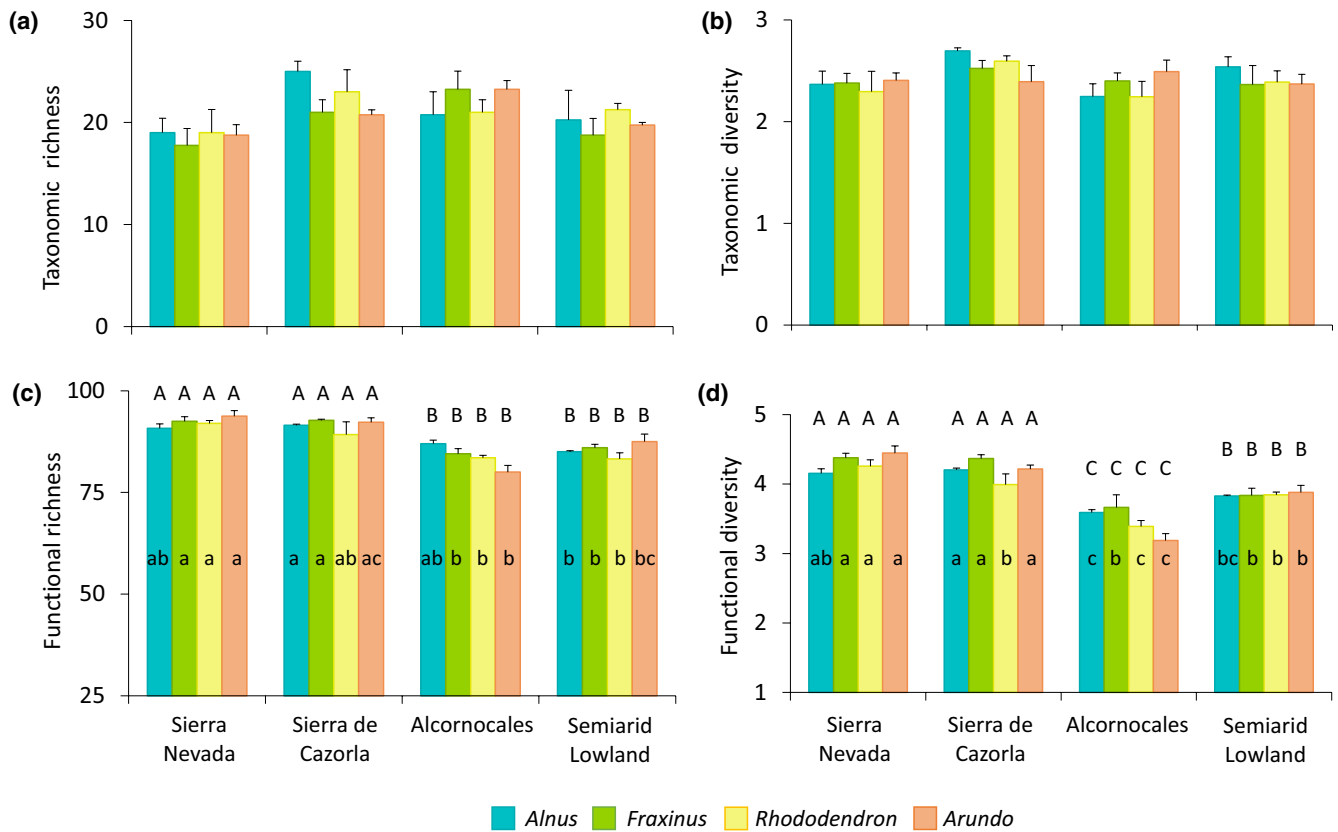 (a)
Taxonomic richness
30
20
10
0
(b)
Taxonomic diversity
3
2
1
0
(c)
Functional richness
100
75
50
25
A A A A
A A A A
B B B B
B B B B
ab a a a
a a ab ac
ab b b b
b b b bc
Sierra
Nevada
Sierra de
Cazorla
Alcornocales
Semiarid
Lowland
(d)
Functional diversity
5
4
3
2
1
A A A A
A A A A
C C C C
B B B B
ab a a a
a a b a
c b c c
bc b b b
Sierra
Nevada
Sierra de
Cazorla
Alcornocales
Semiarid
Lowland
Alnus Fraxinus Rhododendron Arundo